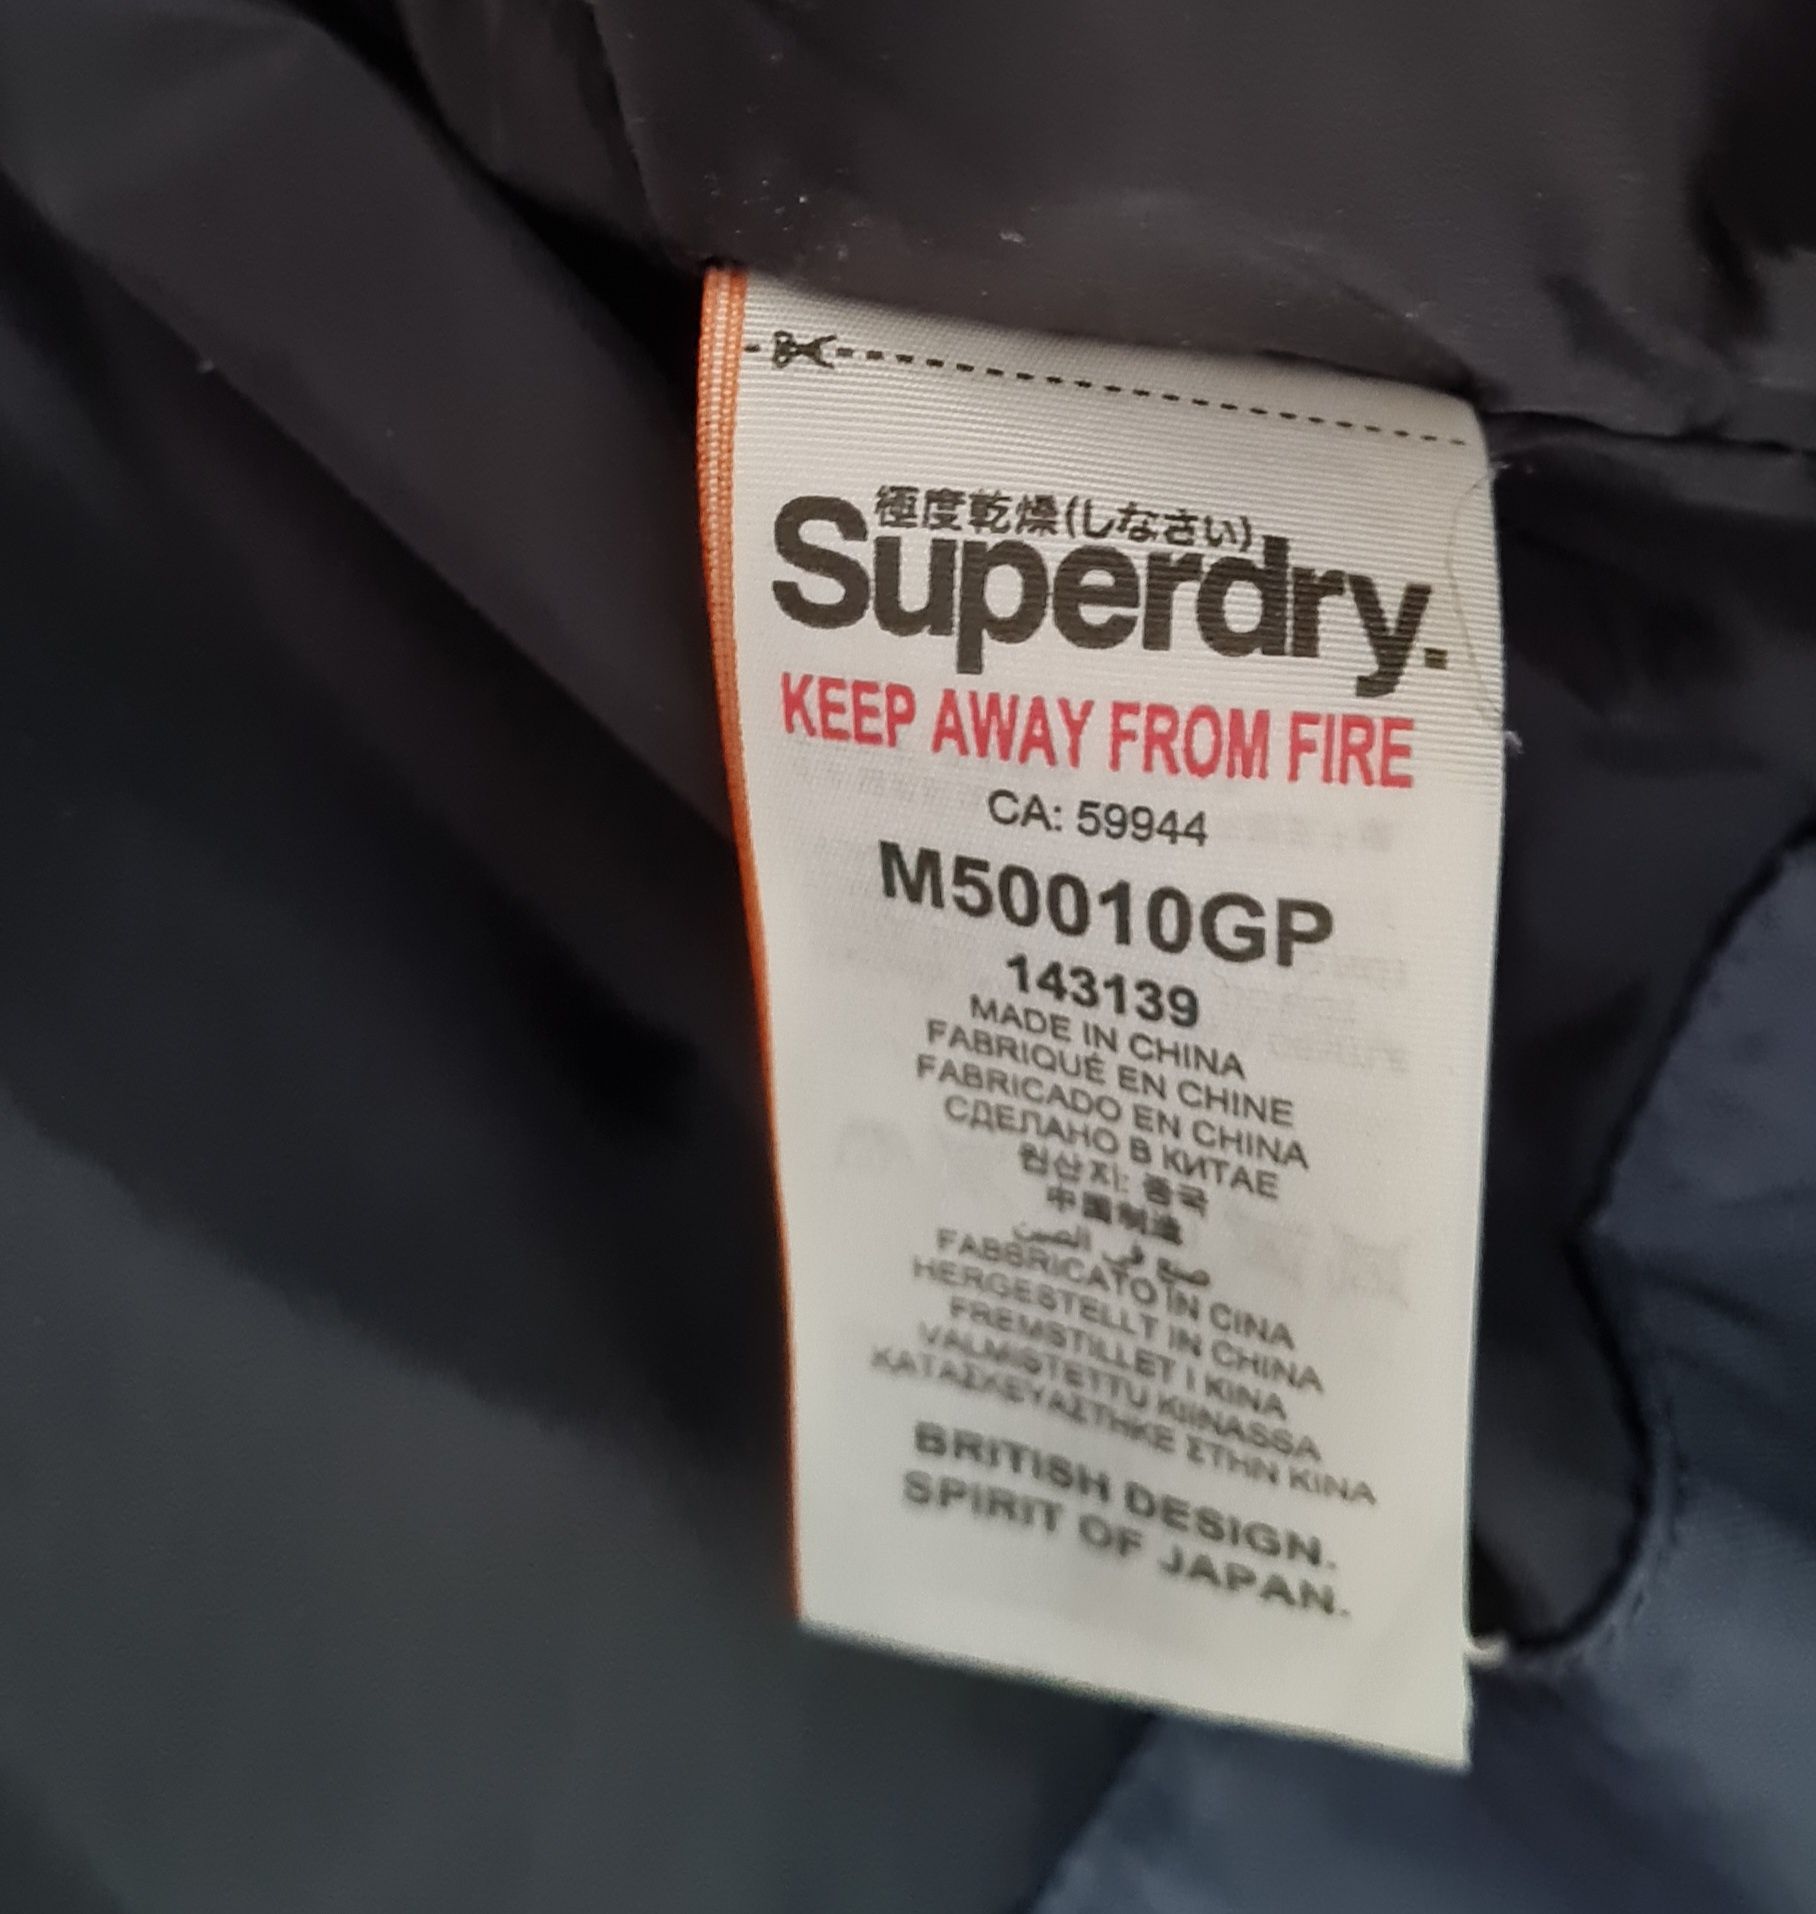 極度乾燥(しなさい)
Superdry.
KEEP AWAY FROM FIRE
CA: 59944
M50010GP
143139
MADE IN CHINA
FABRIQUÉ EN CHINE
FABRICADO EN CHINA
СДЕЛАНО В КИТАЕ
원산지: 중국
中國制造
صنع في الصين
FABBRICATO IN CINA
HERGESTELLT IN CHINA
FREMSTILLET I KINA
VALMISTETTU KIINASSA
ΚΑΤΑΣΚΕΥΑΣΤΗΚΕ ΣΤΗΝ ΚΙΝΑ
BRITISH DESIGN.
SPIRIT OF JAPAN.